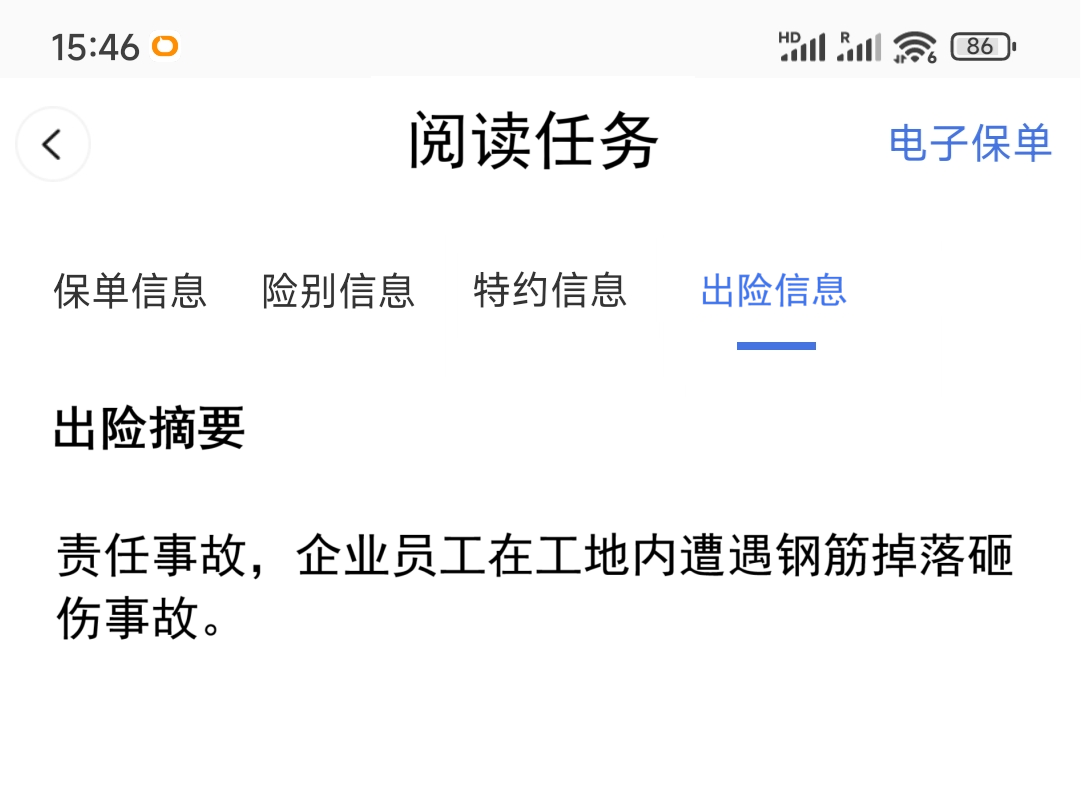 15:46 HD R 6 86
阅读任务 电子保单
保单信息 险别信息 特约信息 出险信息
出险摘要
责任事故，企业员工在工地内遭遇钢筋掉落砸
伤事故。